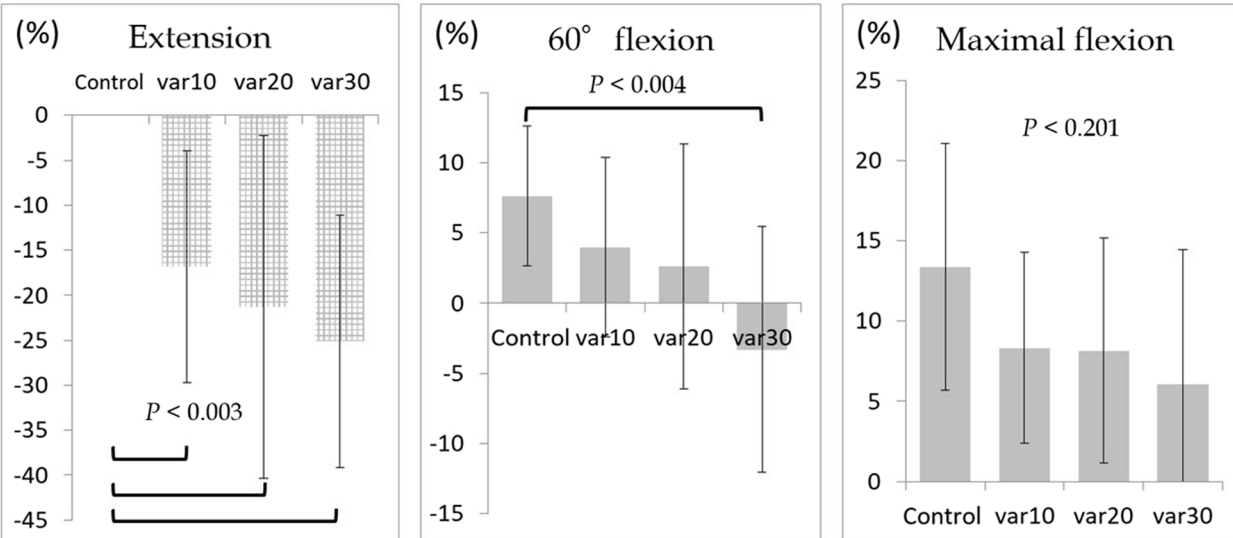 (%) Extension
Control var10 var20 var30
0
-5
-10
-15
-20
-25
-30
-35
-40
-45
P < 0.003
(%) 60° flexion
15
10
5
0
-5
-10
-15
P < 0.004
Control var10 var20 var30
(%) Maximal flexion
25
20
15
10
5
0
P < 0.201
Control var10 var20 var30